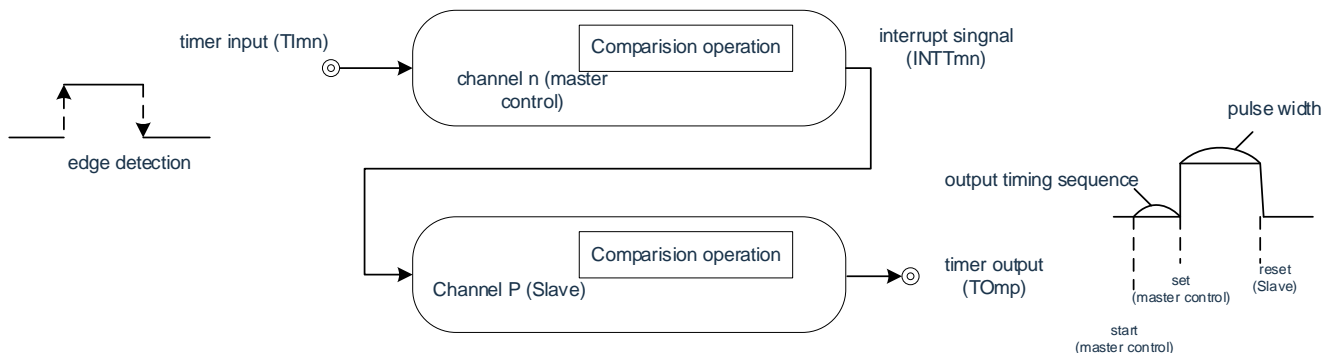 timer input (TImn)
edge detection
Comparision operation
channel n (master
control)
interrupt singnal
(INTTmn)
Comparision operation
Channel P (Slave)
timer output
(TOmp)
pulse width
output timing sequence
set
(master control)
reset
(Slave)
start
(master control)